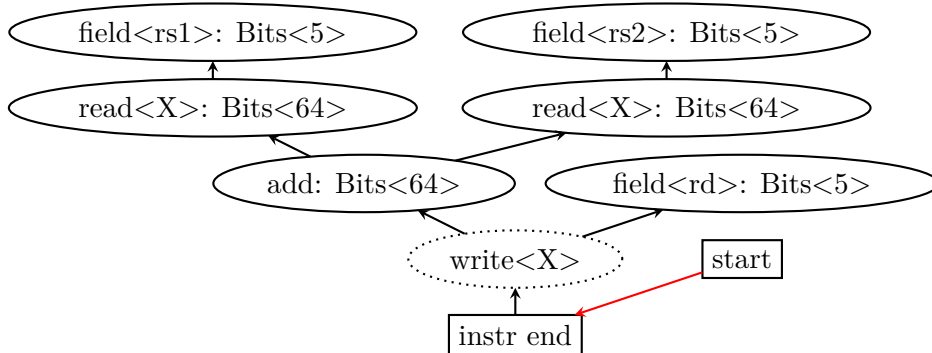 field<rs1>: Bits<5>
field<rs2>: Bits<5>
read<X>: Bits<64>
read<X>: Bits<64>
add: Bits<64>
field<rd>: Bits<5>
write<X>
start
instr end